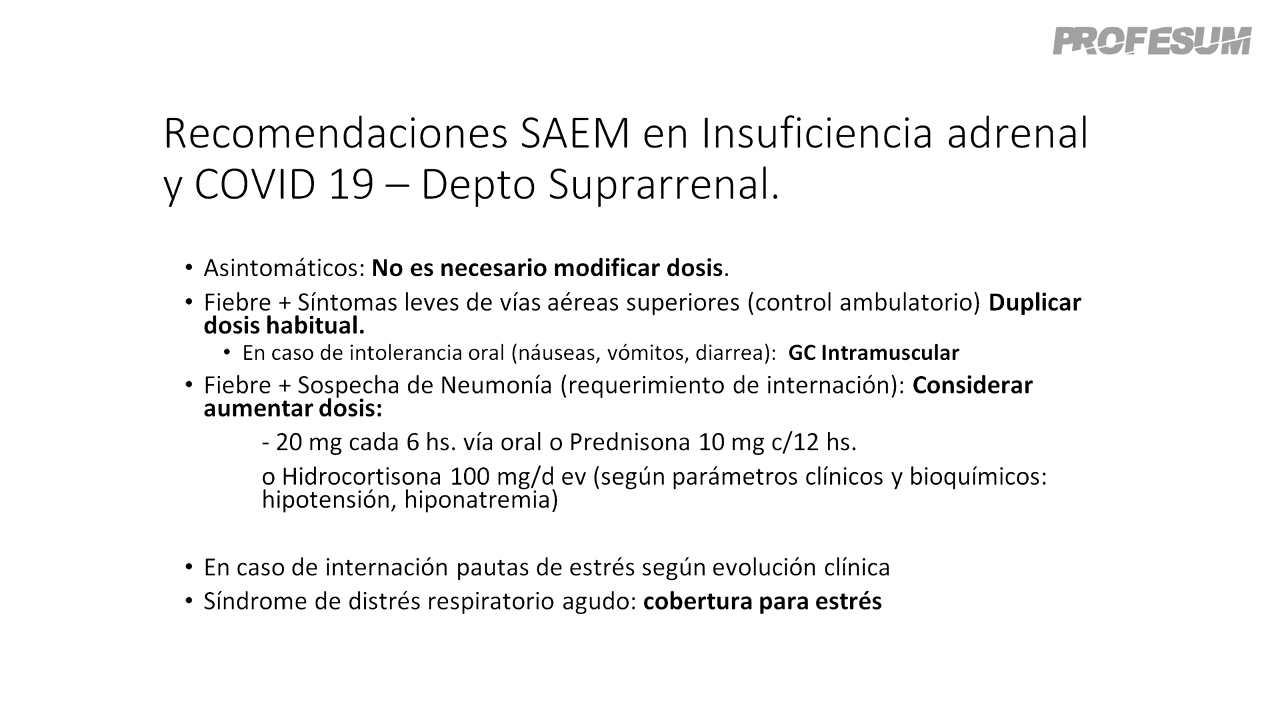 PROFESUM
Recomendaciones SAEM en Insuficiencia adrenal
y COVID 19 – Depto Suprarrenal.
• Asintomáticos: No es necesario modificar dosis.
• Fiebre + Síntomas leves de vías aéreas superiores (control ambulatorio) Duplicar
dosis habitual.
• En caso de intolerancia oral (náuseas, vómitos, diarrea): GC Intramuscular
• Fiebre + Sospecha de Neumonía (requerimiento de internación): Considerar
aumentar dosis:
- 20 mg cada 6 hs. vía oral o Prednisona 10 mg c/12 hs.
o Hidrocortisona 100 mg/d ev (según parámetros clínicos y bioquímicos:
hipotensión, hiponatremia)
• En caso de internación pautas de estrés según evolución clínica
• Síndrome de distrés respiratorio agudo: cobertura para estrés